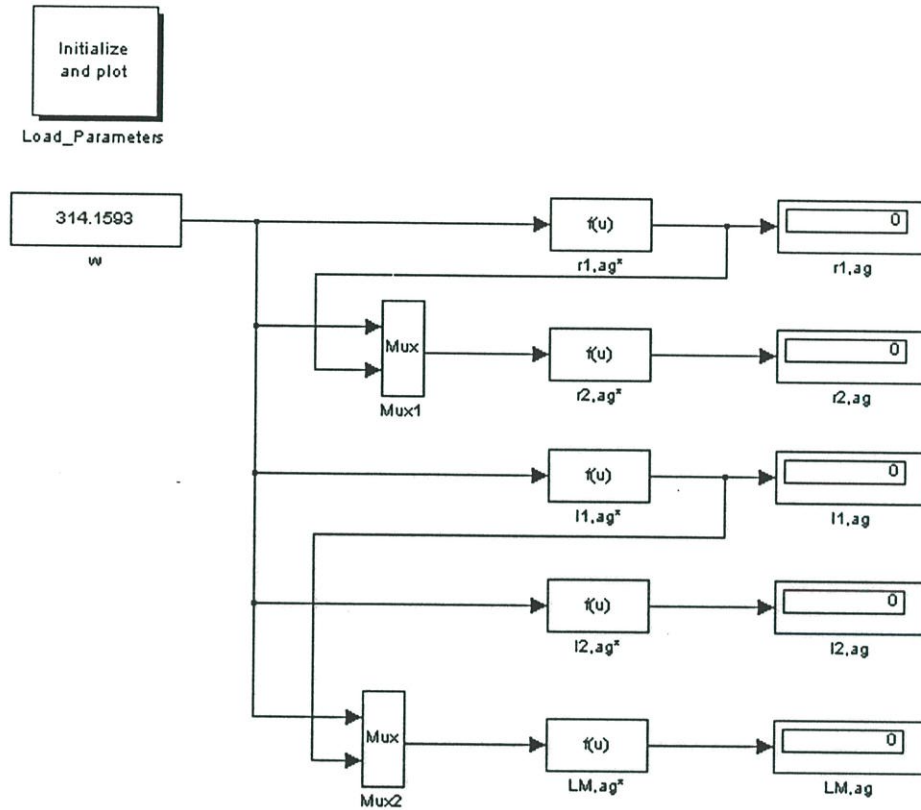 Initialize
and plot
Load_Parameters
314.1593
w
f(u)
r1,ag*
0
r1,ag
Mux
Mux1
f(u)
r2,ag*
0
r2,ag
f(u)
l1,ag*
0
l1,ag
f(u)
l2,ag*
0
l2,ag
Mux
Mux2
f(u)
LM,ag*
0
LM,ag